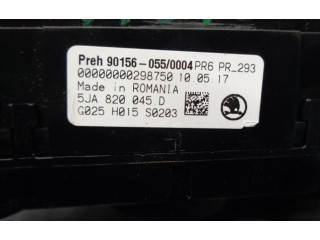 Preh 90156-055/0004 PR6 PR_293
00000000298750 10.05.17
Made in ROMANIA
5JA 820 045.D
G025 H015 S0203